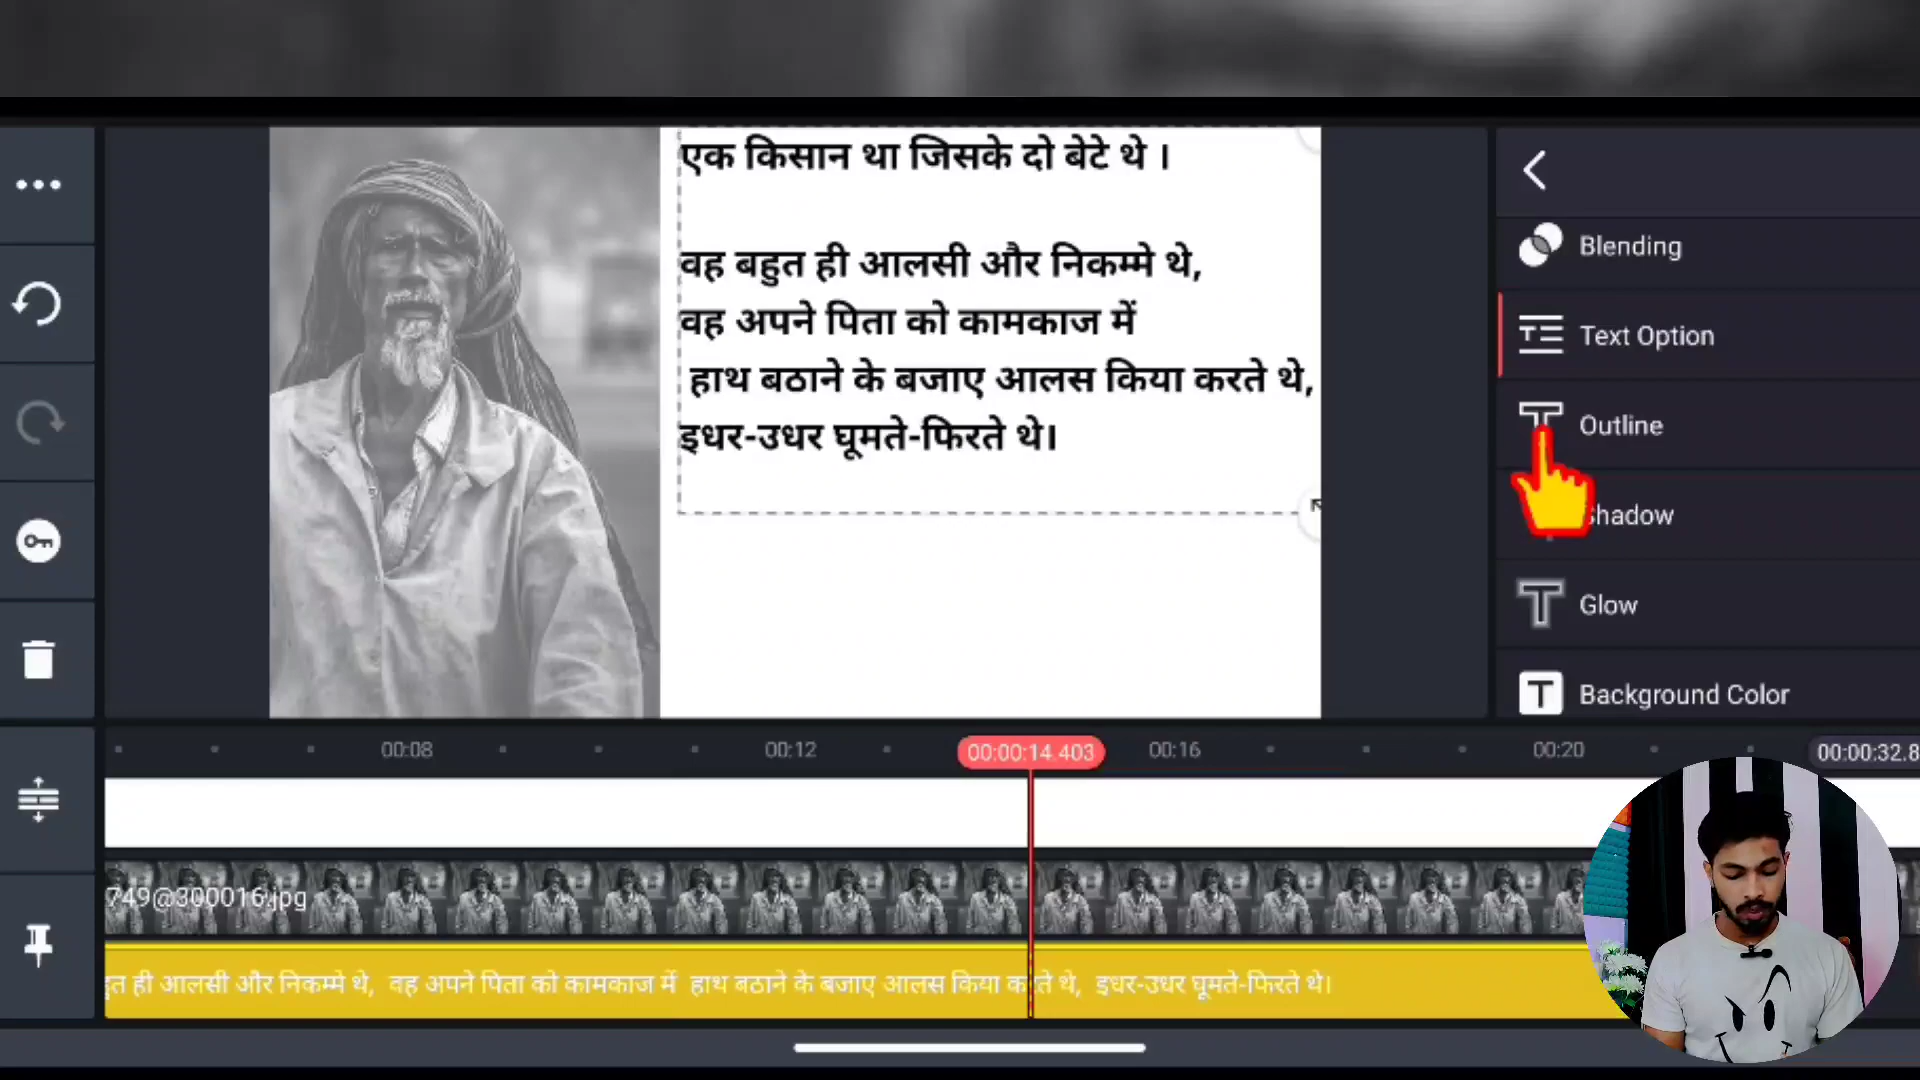 एक किसान था जिसके दो बेटे थे ।
वह बहुत ही आलसी और निकम्मे थे,
वह अपने पिता को कामकाज में
हाथ बठाने के बजाए आलस किया करते थे,
इधर-उधर घूमते-फिरते थे।
Blending
Text Option
Outline
Shadow
Glow
Background Color
00:08
00:12
00:00:14.403
00:16
00:20
00:00:32.8
749@300016.jpg
ही आलसी और निकम्मे थे, वह अपने पिता को कामकाज में हाथ बठाने के बजाए आलस किया करते थे, इधर-उधर घूमते-फिरते थे।